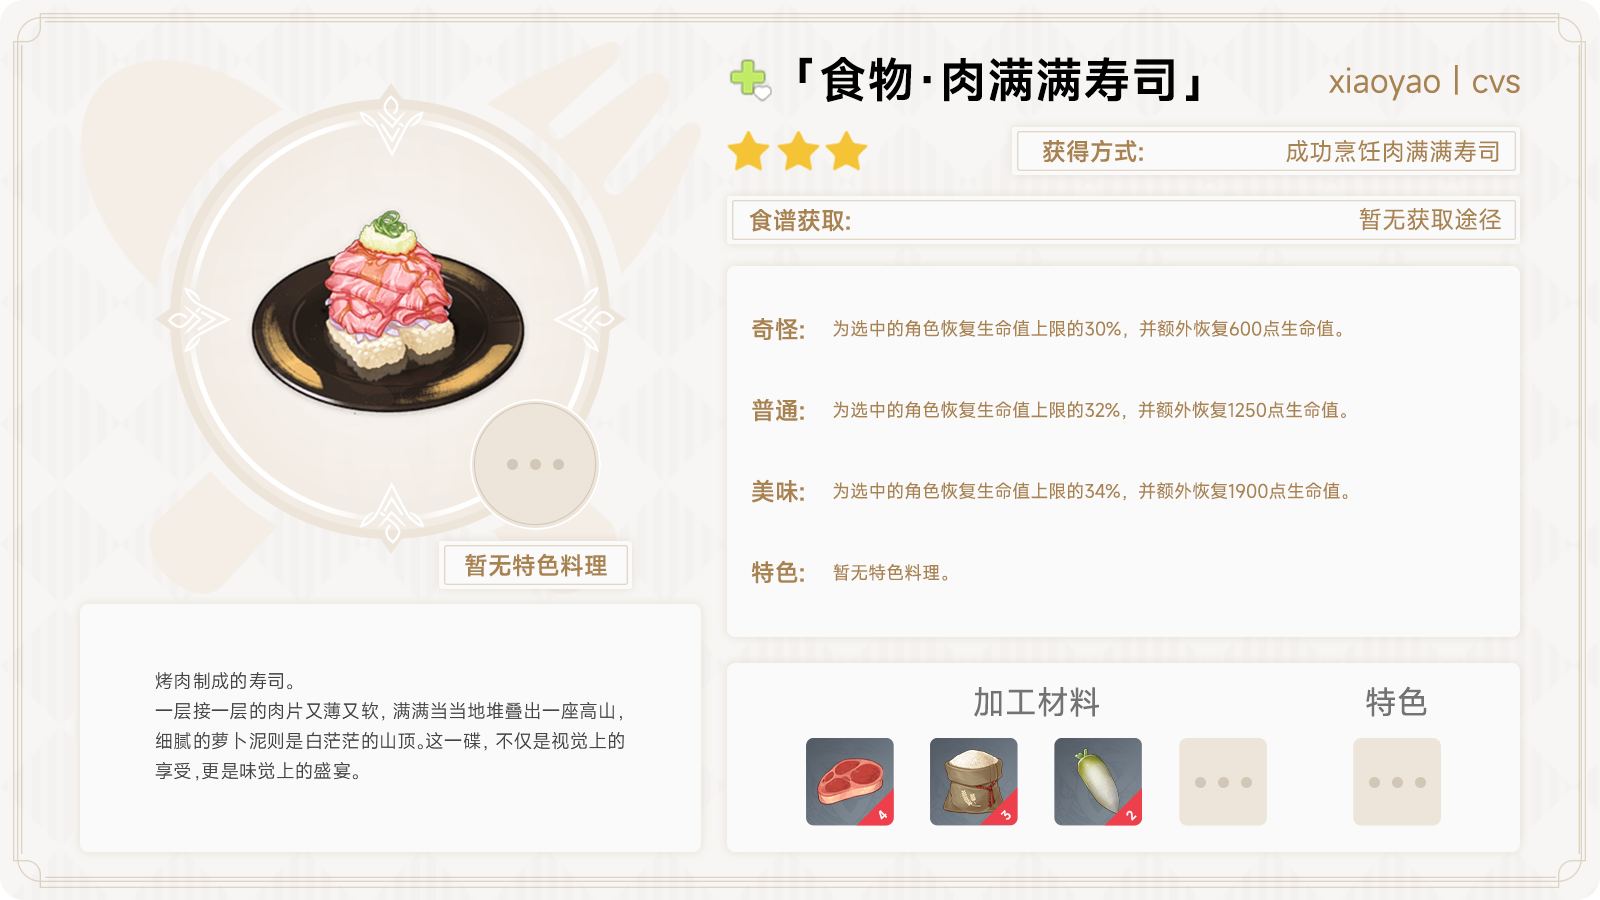 「食物·肉满满寿司」
xiaoyao | cvs
获得方式: 成功烹饪肉满满寿司
食谱获取: 暂无获取途径
奇怪: 为选中的角色恢复生命值上限的30%，并额外恢复600点生命值。
普通: 为选中的角色恢复生命值上限的32%，并额外恢复1250点生命值。
美味: 为选中的角色恢复生命值上限的34%，并额外恢复1900点生命值。
特色: 暂无特色料理。
暂无特色料理
烤肉制成的寿司。
一层接一层的肉片又薄又软，满满当当地堆叠出一座高山，
细腻的萝卜泥则是白茫茫的山顶。这一碟，不仅是视觉上的
享受，更是味觉上的盛宴。
加工材料
特色
4
3
2